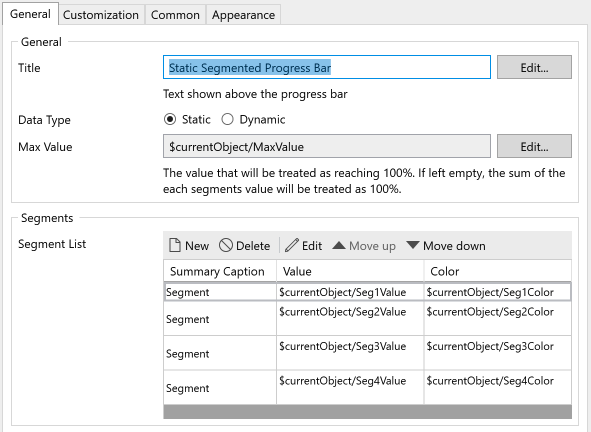 General Customization Common Appearance
General
Title Static Segmented Progress Bar Edit...
Text shown above the progress bar
Data Type Static Dynamic
Max Value $currentObject/MaxValue Edit...
The value that will be treated as reaching 100%. If left empty, the sum of the
each segments value will be treated as 100%.
Segments
Segment List New Delete Edit Move up Move down
Summary Caption Value Color
Segment $currentObject/Seg1Value $currentObject/Seg1Color
Segment $currentObject/Seg2Value $currentObject/Seg2Color
Segment $currentObject/Seg3Value $currentObject/Seg3Color
Segment $currentObject/Seg4Value $currentObject/Seg4Color